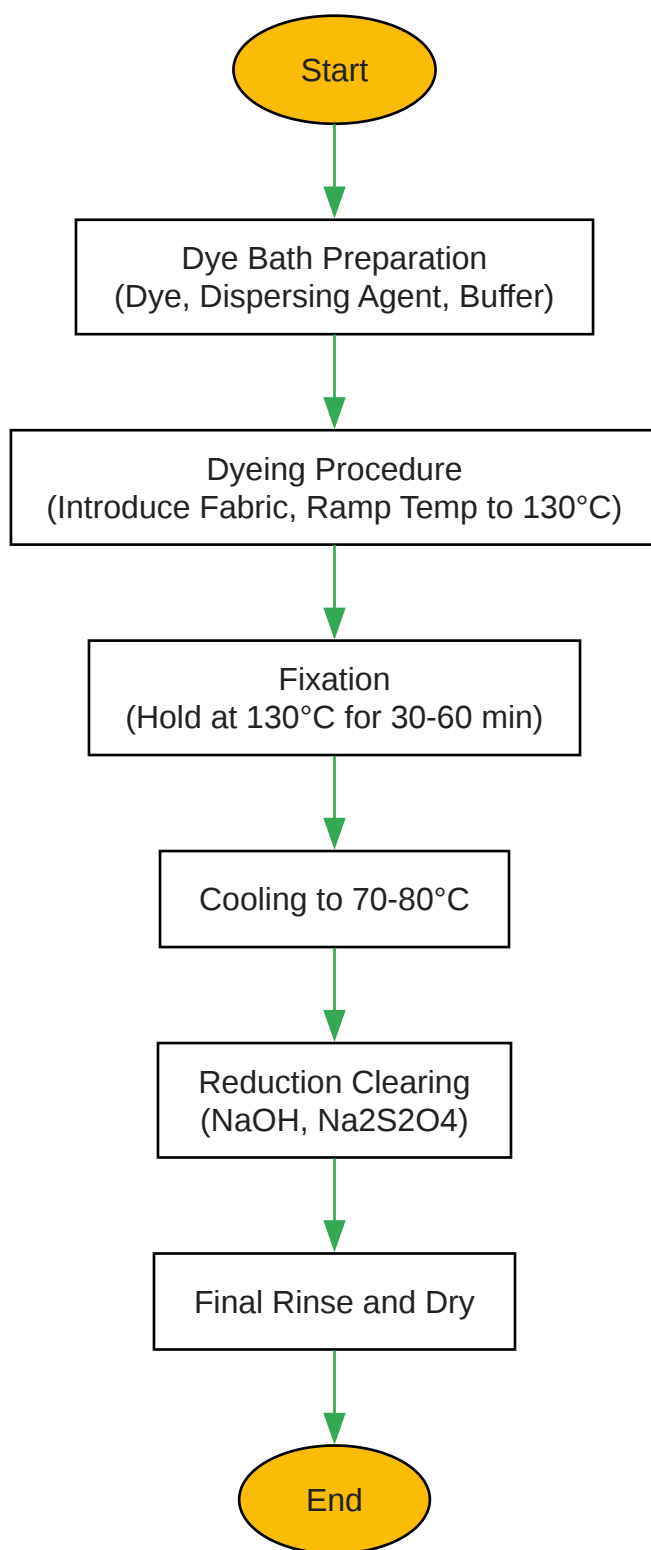 Start
Dye Bath Preparation
(Dye, Dispersing Agent, Buffer)
Dyeing Procedure
(Introduce Fabric, Ramp Temp to 130°C)
Fixation
(Hold at 130°C for 30-60 min)
Cooling to 70-80°C
Reduction Clearing
(NaOH, Na2S2O4)
Final Rinse and Dry
End